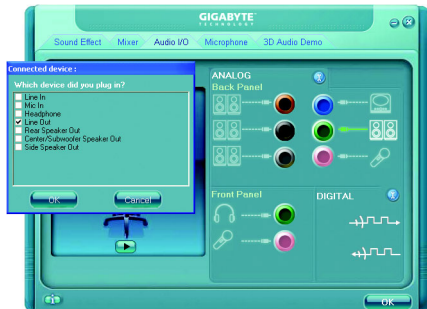 GIGABYTE™
TECHNOLOGY
Sound Effect
Mixer
Audio I/O
Microphone
3D Audio Demo
Connected device :
Which device did you plug in?
Line In
Mic In
Headphone
Line Out
Rear Speaker Out
Center/Subwoofer Speaker Out
Side Speaker Out
OK
Cancel
ANALOG
Back Panel
Front Panel
DIGITAL
OK